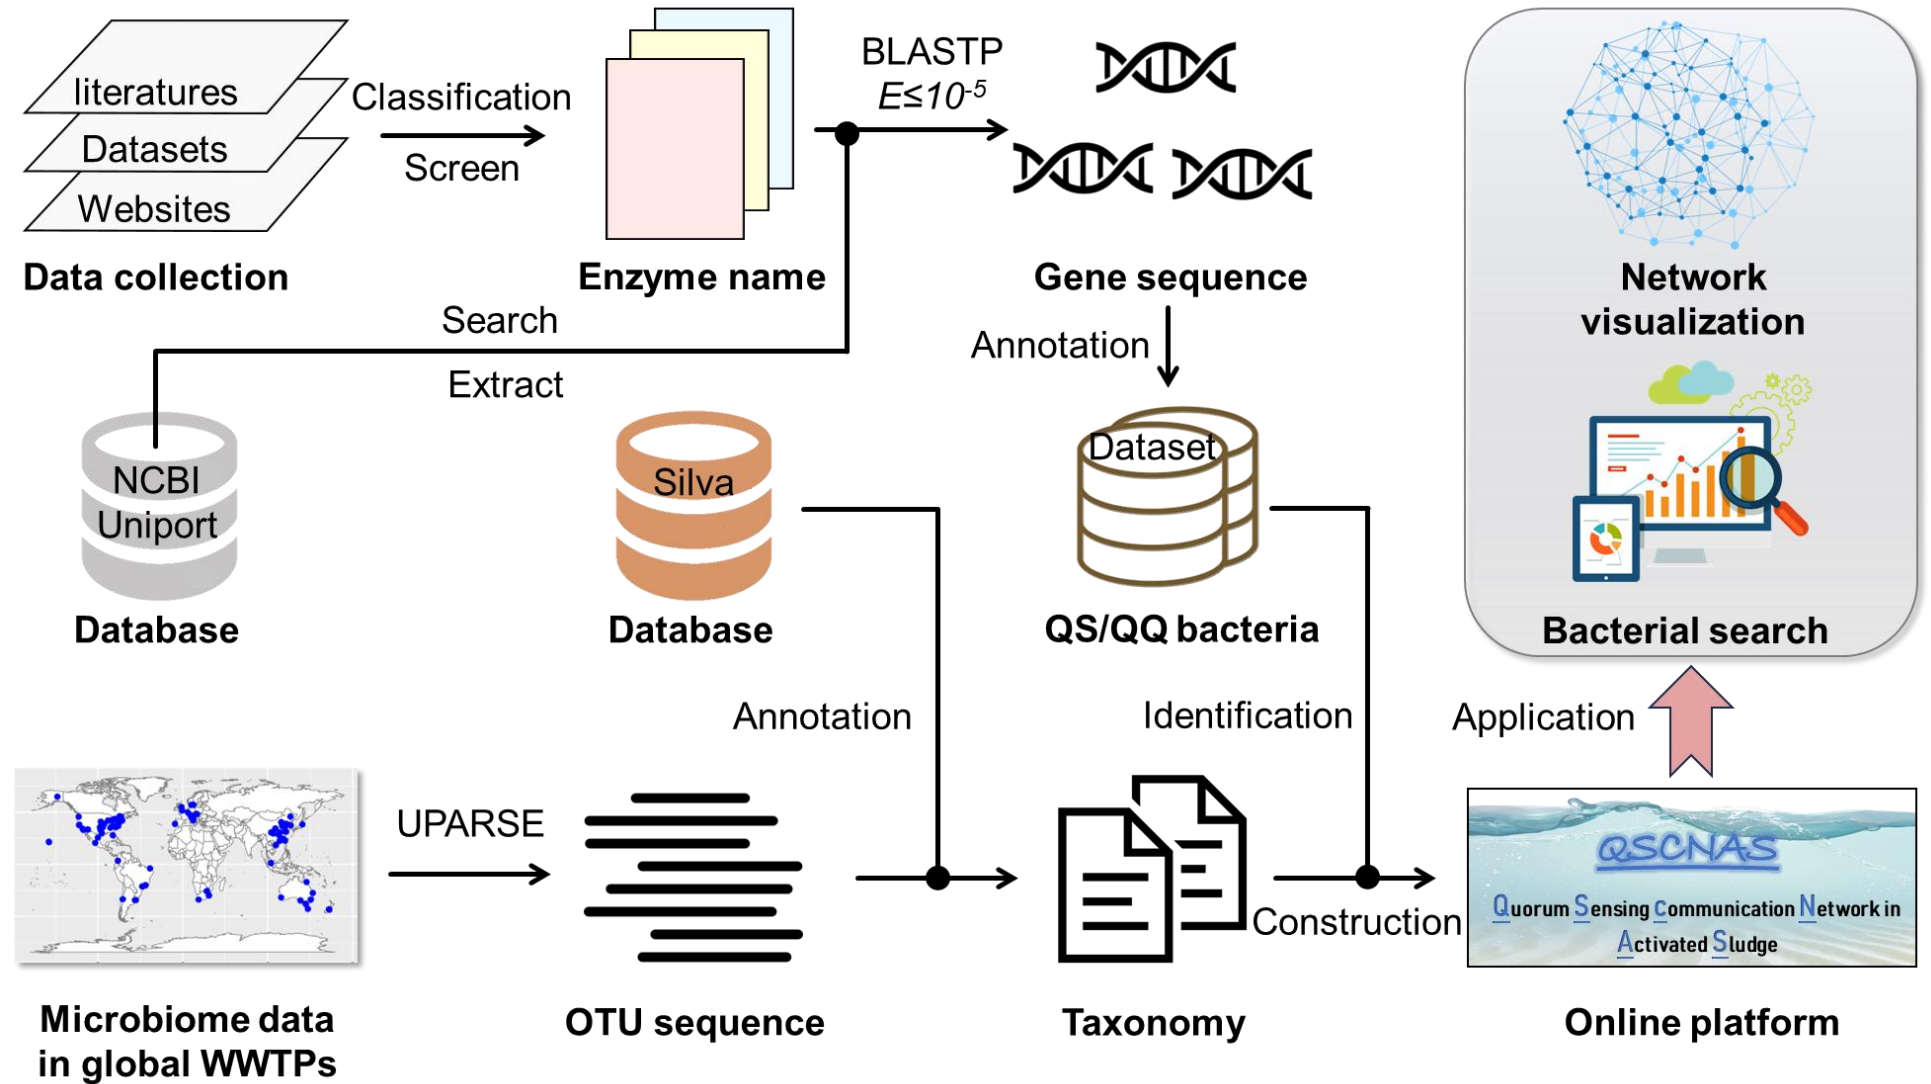 literatures
Datasets
Websites
Data collection
Classification
Screen
Enzyme name
BLASTP
E≤10⁻⁵
Gene sequence
Search
Extract
Annotation
NCBI
Uniport
Database
Silva
Database
Dataset
QS/QQ bacteria
Network
visualization
Bacterial search
Annotation
Identification
Application
UPARSE
Construction
QSCNAS
Quorum Sensing communication Network in
Activated Sludge
Microbiome data
in global WWTPs
OTU sequence
Taxonomy
Online platform